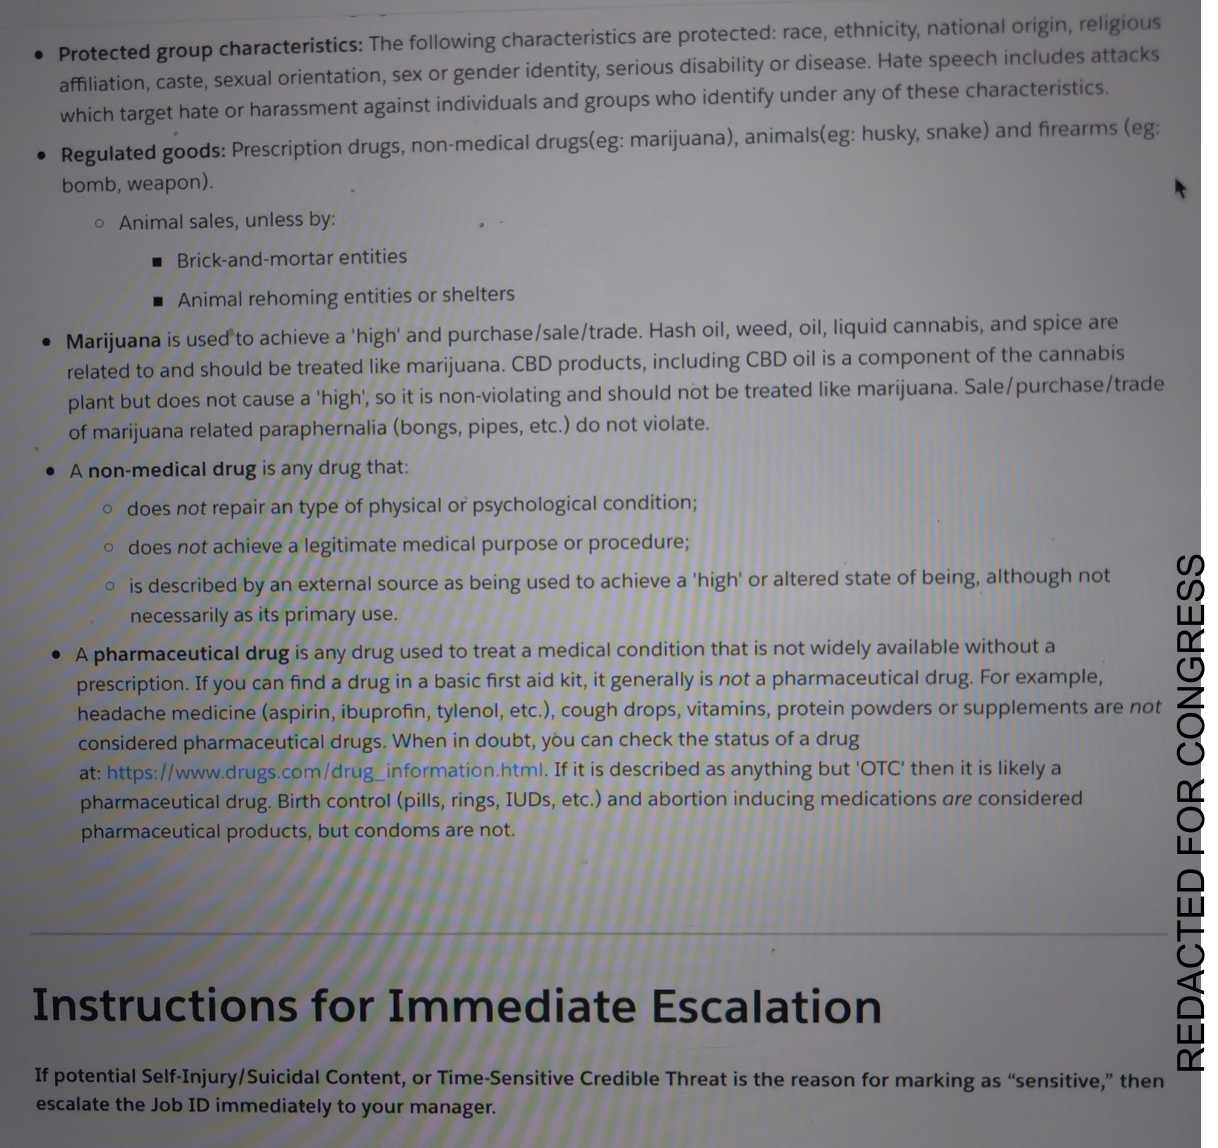 • Protected group characteristics: The following characteristics are protected: race, ethnicity, national origin, religious
affiliation, caste, sexual orientation, sex or gender identity, serious disability or disease. Hate speech includes attacks
which target hate or harassment against individuals and groups who identify under any of these characteristics.
• Regulated goods: Prescription drugs, non-medical drugs(eg: marijuana), animals(eg: husky, snake) and firearms (eg:
bomb, weapon).
○ Animal sales, unless by:
▪ Brick-and-mortar entities
▪ Animal rehoming entities or shelters
• Marijuana is used to achieve a 'high' and purchase/sale/trade. Hash oil, weed, oil, liquid cannabis, and spice are
related to and should be treated like marijuana. CBD products, including CBD oil is a component of the cannabis
plant but does not cause a 'high', so it is non-violating and should not be treated like marijuana. Sale/purchase/trade
of marijuana related paraphernalia (bongs, pipes, etc.) do not violate.
• A non-medical drug is any drug that:
○ does not repair an type of physical or psychological condition;
○ does not achieve a legitimate medical purpose or procedure;
○ is described by an external source as being used to achieve a 'high' or altered state of being, although not
necessarily as its primary use.
• A pharmaceutical drug is any drug used to treat a medical condition that is not widely available without a
prescription. If you can find a drug in a basic first aid kit, it generally is not a pharmaceutical drug. For example,
headache medicine (aspirin, ibuprofin, tylenol, etc.), cough drops, vitamins, protein powders or supplements are not
considered pharmaceutical drugs. When in doubt, you can check the status of a drug
at: https://www.drugs.com/drug_information.html. If it is described as anything but 'OTC' then it is likely a
pharmaceutical drug. Birth control (pills, rings, IUDs, etc.) and abortion inducing medications are considered
pharmaceutical products, but condoms are not.
Instructions for Immediate Escalation
If potential Self-Injury/Suicidal Content, or Time-Sensitive Credible Threat is the reason for marking as “sensitive,” then
escalate the Job ID immediately to your manager.
REDACTED FOR CONGRESS